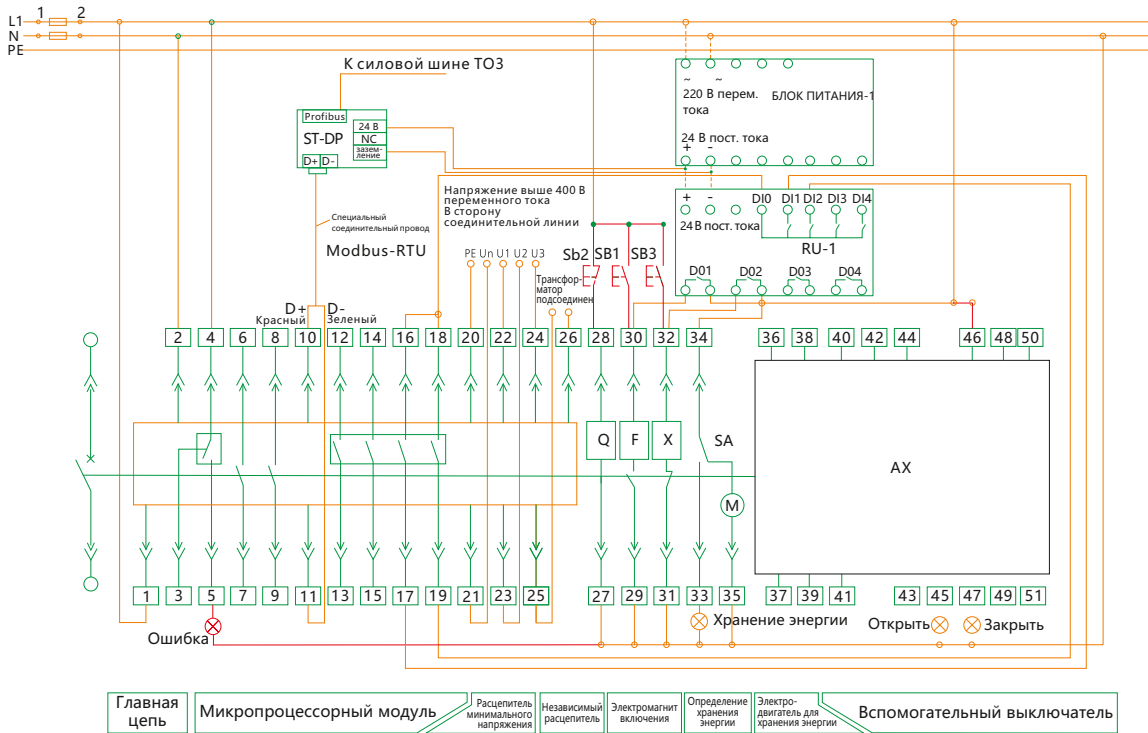 L1 1 2
N
PE
К силовой шине ТО3
Profibus
ST-DP
24 В
NC
зазем-
ление
D+ D-
Специальный
соединительный провод
Modbus-RTU
D+ D-
Красный Зеленый
Напряжение выше 400 В
переменного тока
В сторону
соединительной линии
PE Un U1 U2 U3
Трансфор-
матор
подсоединен
Sb2 SB1 SB3
~ ~
220 В перем.
тока
БЛОК ПИТАНИЯ-1
24 В пост. тока
+ -
+ - DI0 DI1 DI2 DI3 DI4
24 В пост. тока
RU-1
D01 D02 D03 D04
2 4 6 8 10 12 14 16 18 20 22 24 26 28 30 32 34 36 38 40 42 44 46 48 50
Q F X SA
M
AX
1 3 5 7 9 11 13 15 17 19 21 23 25 27 29 31 33 35 37 39 41 43 45 47 49 51
Ошибка
Хранение энергии
Открыть
Закрыть
Главная
цепь
Микропроцессорный модуль
Расцепитель
минимального
напряжения
Независимый
расцепитель
Электромагнит
включения
Определение
хранения
энергии
Электро-
двигатель для
хранения энергии
Вспомогательный выключатель